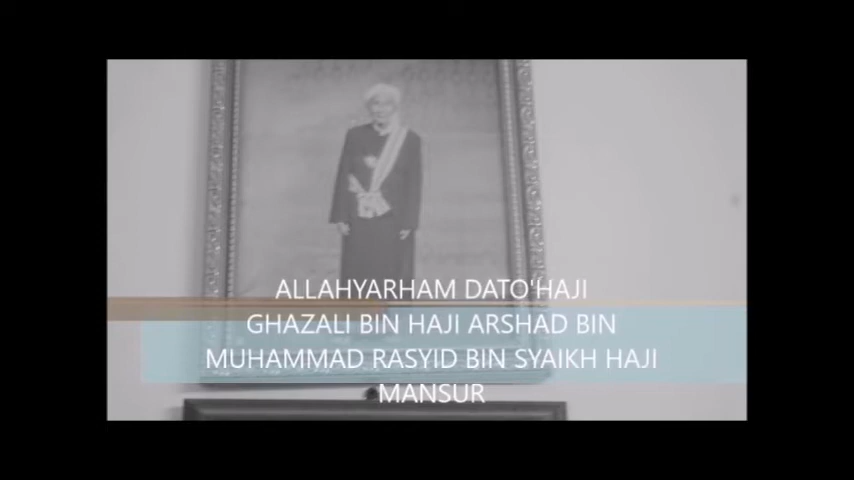 ALLAHYARHAM DATO'HAJI
GHAZALI BIN HAJI ARSHAD BIN
MUHAMMAD RASYID BIN SYAIKH HAJI
MANSUR